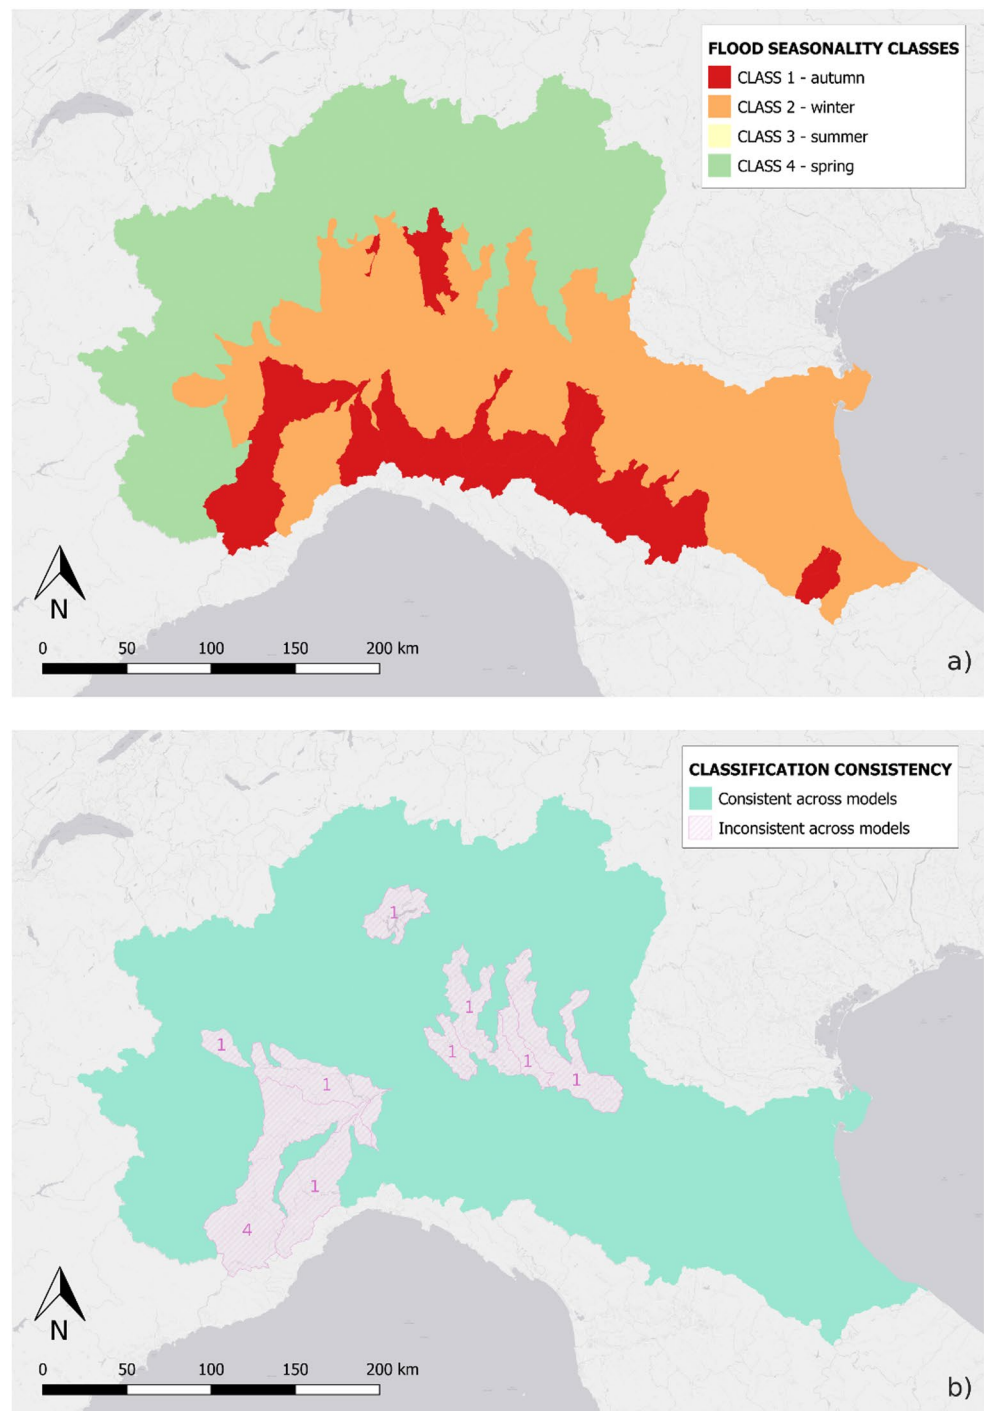 FLOOD SEASONALITY CLASSES
CLASS 1 - autumn
CLASS 2 - winter
CLASS 3 - summer
CLASS 4 - spring
N
0 50 100 150 200 km
a)
CLASSIFICATION CONSISTENCY
Consistent across models
Inconsistent across models
1
1
1
1
1
1
1
1
4
N
0 50 100 150 200 km
b)